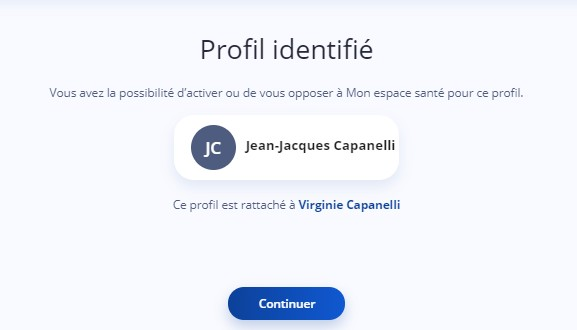 Profil identifié
Vous avez la possibilité d’activer ou de vous opposer à Mon espace santé pour ce profil.
JC
Jean-Jacques Capanelli
Ce profil est rattaché à Virginie Capanelli
Continuer